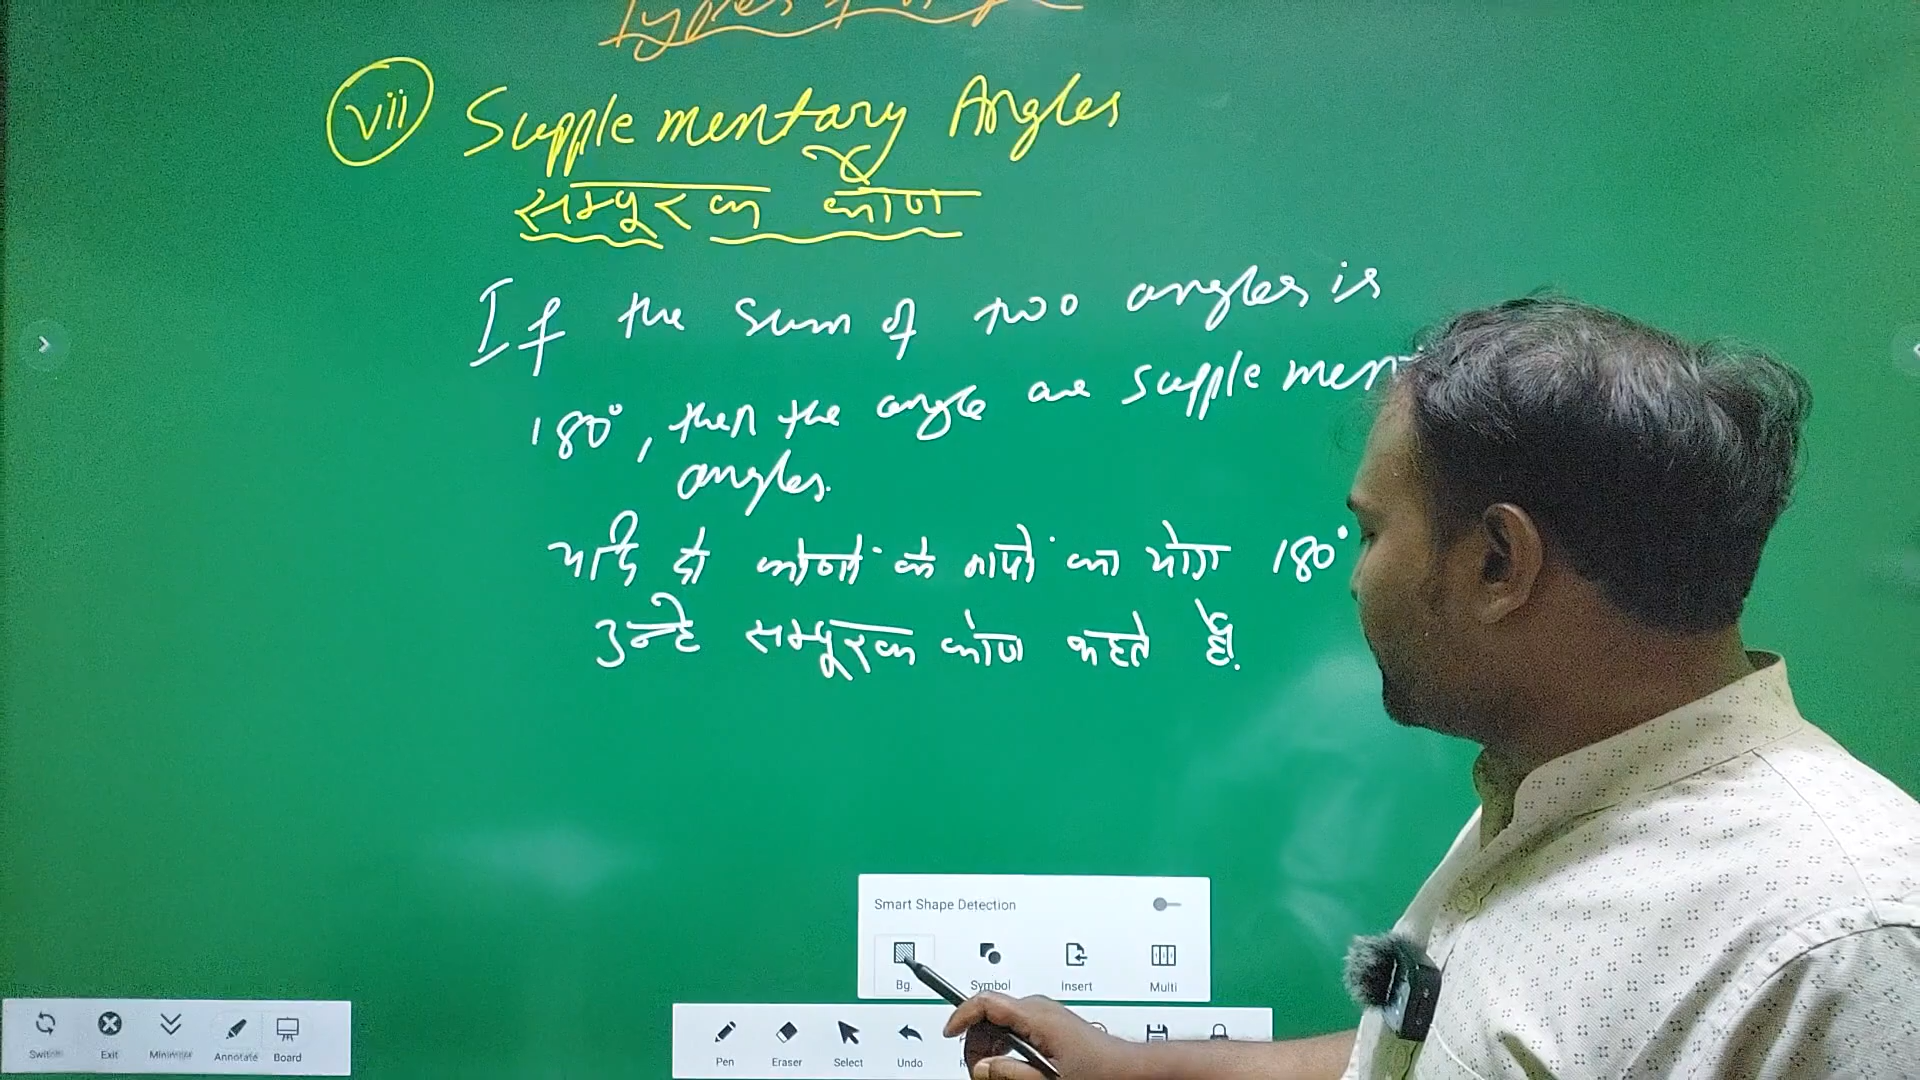 Types of
vii Supplementary Angles
सम्पूरक कोण
If the sum of two angles is
180°, then the angle are supplemen
angles.
यदि दो कोणों के मापों का योग 180°
उन्हें सम्पूरक कोण कहते हैं.
Smart Shape Detection
Bg. Symbol Insert Multi
Switch Exit Minimize Annotate Board
Pen Eraser Select Undo